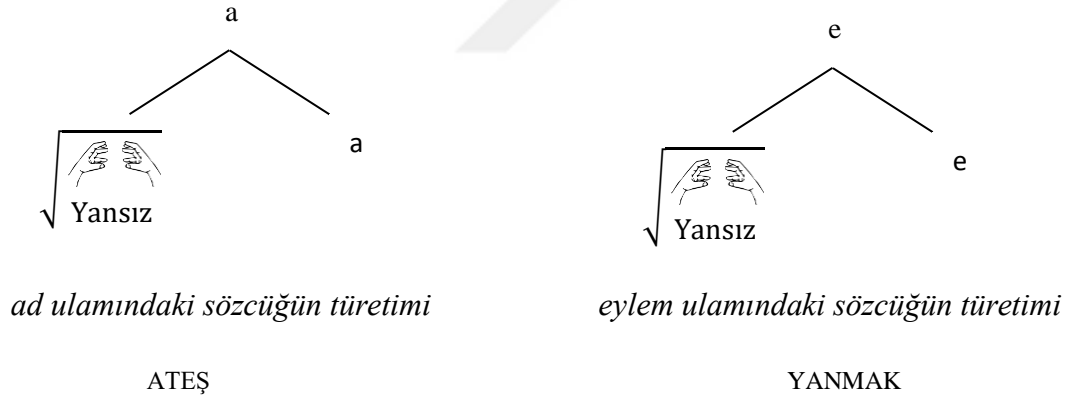 a e
a e
√ Yansız √ Yansız
ad ulamındaki sözcüğün türetimi eylem ulamındaki sözcüğün türetimi
ATEŞ YANMAK